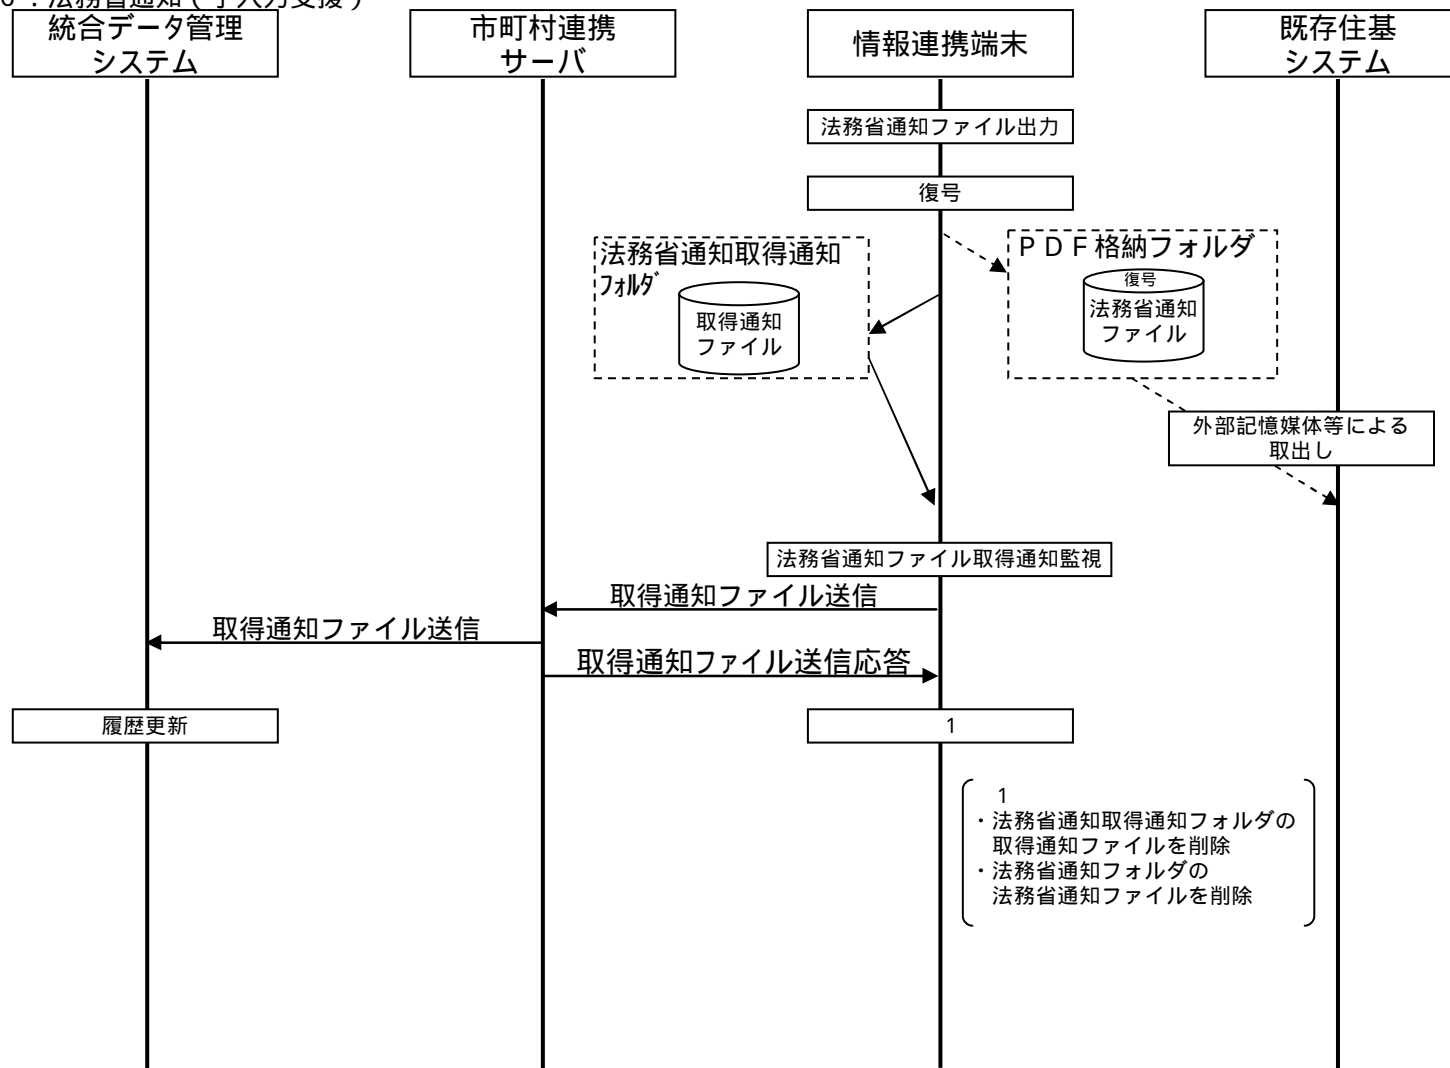 ：法務省通知（手入力支援）
統合データ管理
システム
市町村連携
サーバ
情報連携端末
既存住基
システム
法務省通知ファイル出力
復号
法務省通知取得通知
ﾌｫﾙﾀﾞ
取得通知
ファイル
ＰＤＦ格納フォルダ
復号
法務省通知
ファイル
外部記憶媒体等による
取出し
法務省通知ファイル取得通知監視
取得通知ファイル送信
取得通知ファイル送信
取得通知ファイル送信応答
履歴更新
1
1
・法務省通知取得通知フォルダの
取得通知ファイルを削除
・法務省通知フォルダの
法務省通知ファイルを削除